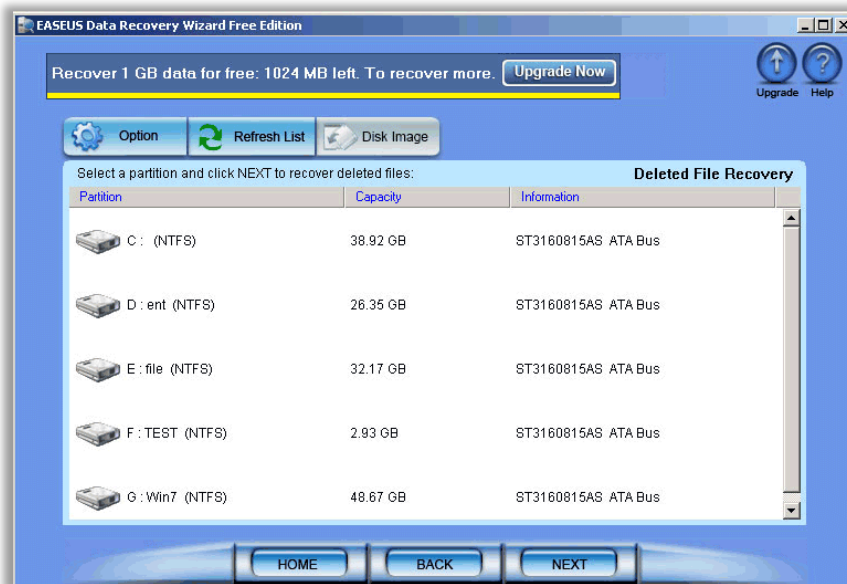 EASEUS Data Recovery Wizard Free Edition
Recover 1 GB data for free: 1024 MB left. To recover more. Upgrade Now
Upgrade Help
Option Refresh List Disk Image
Select a partition and click NEXT to recover deleted files: Deleted File Recovery
Partition Capacity Information
C : (NTFS) 38.92 GB ST3160815AS ATA Bus
D : ent (NTFS) 26.35 GB ST3160815AS ATA Bus
E : file (NTFS) 32.17 GB ST3160815AS ATA Bus
F : TEST (NTFS) 2.93 GB ST3160815AS ATA Bus
G : Win7 (NTFS) 48.67 GB ST3160815AS ATA Bus
HOME BACK NEXT